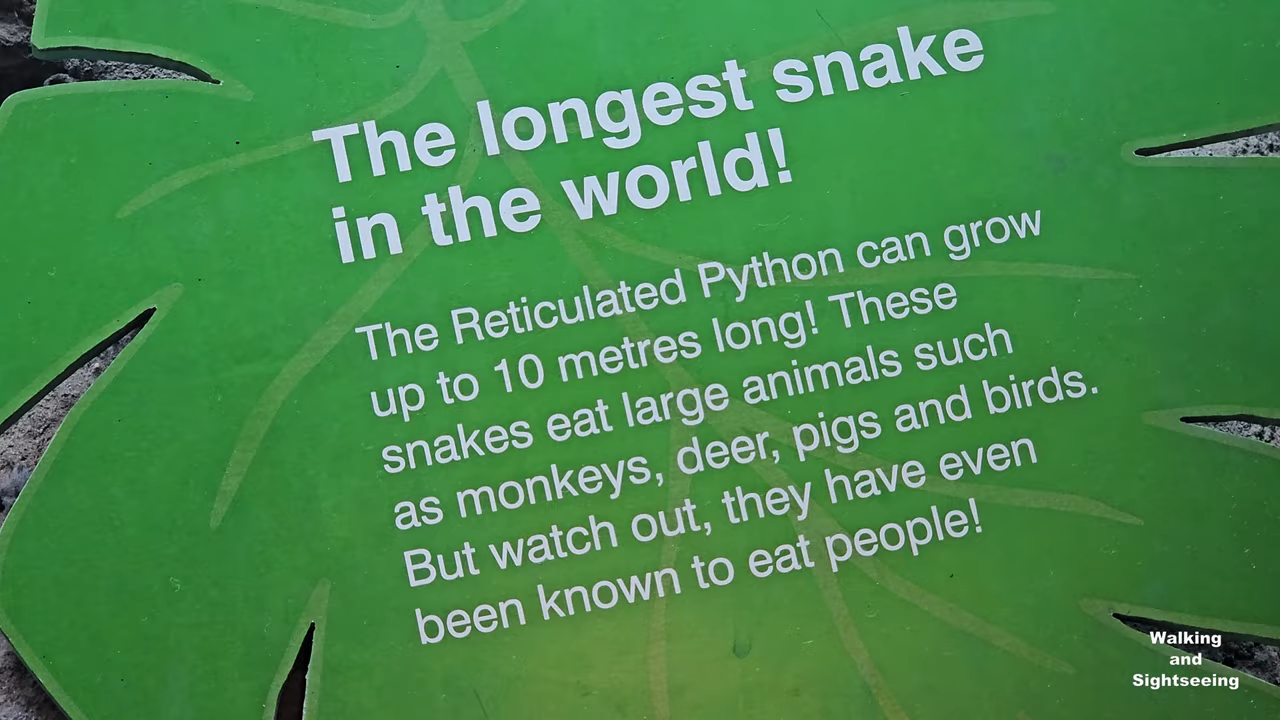 The longest snake
in the world!
The Reticulated Python can grow
up to 10 metres long! These
snakes eat large animals such
as monkeys, deer, pigs and birds.
But watch out, they have even
been known to eat people!
Walking
and
Sightseeing